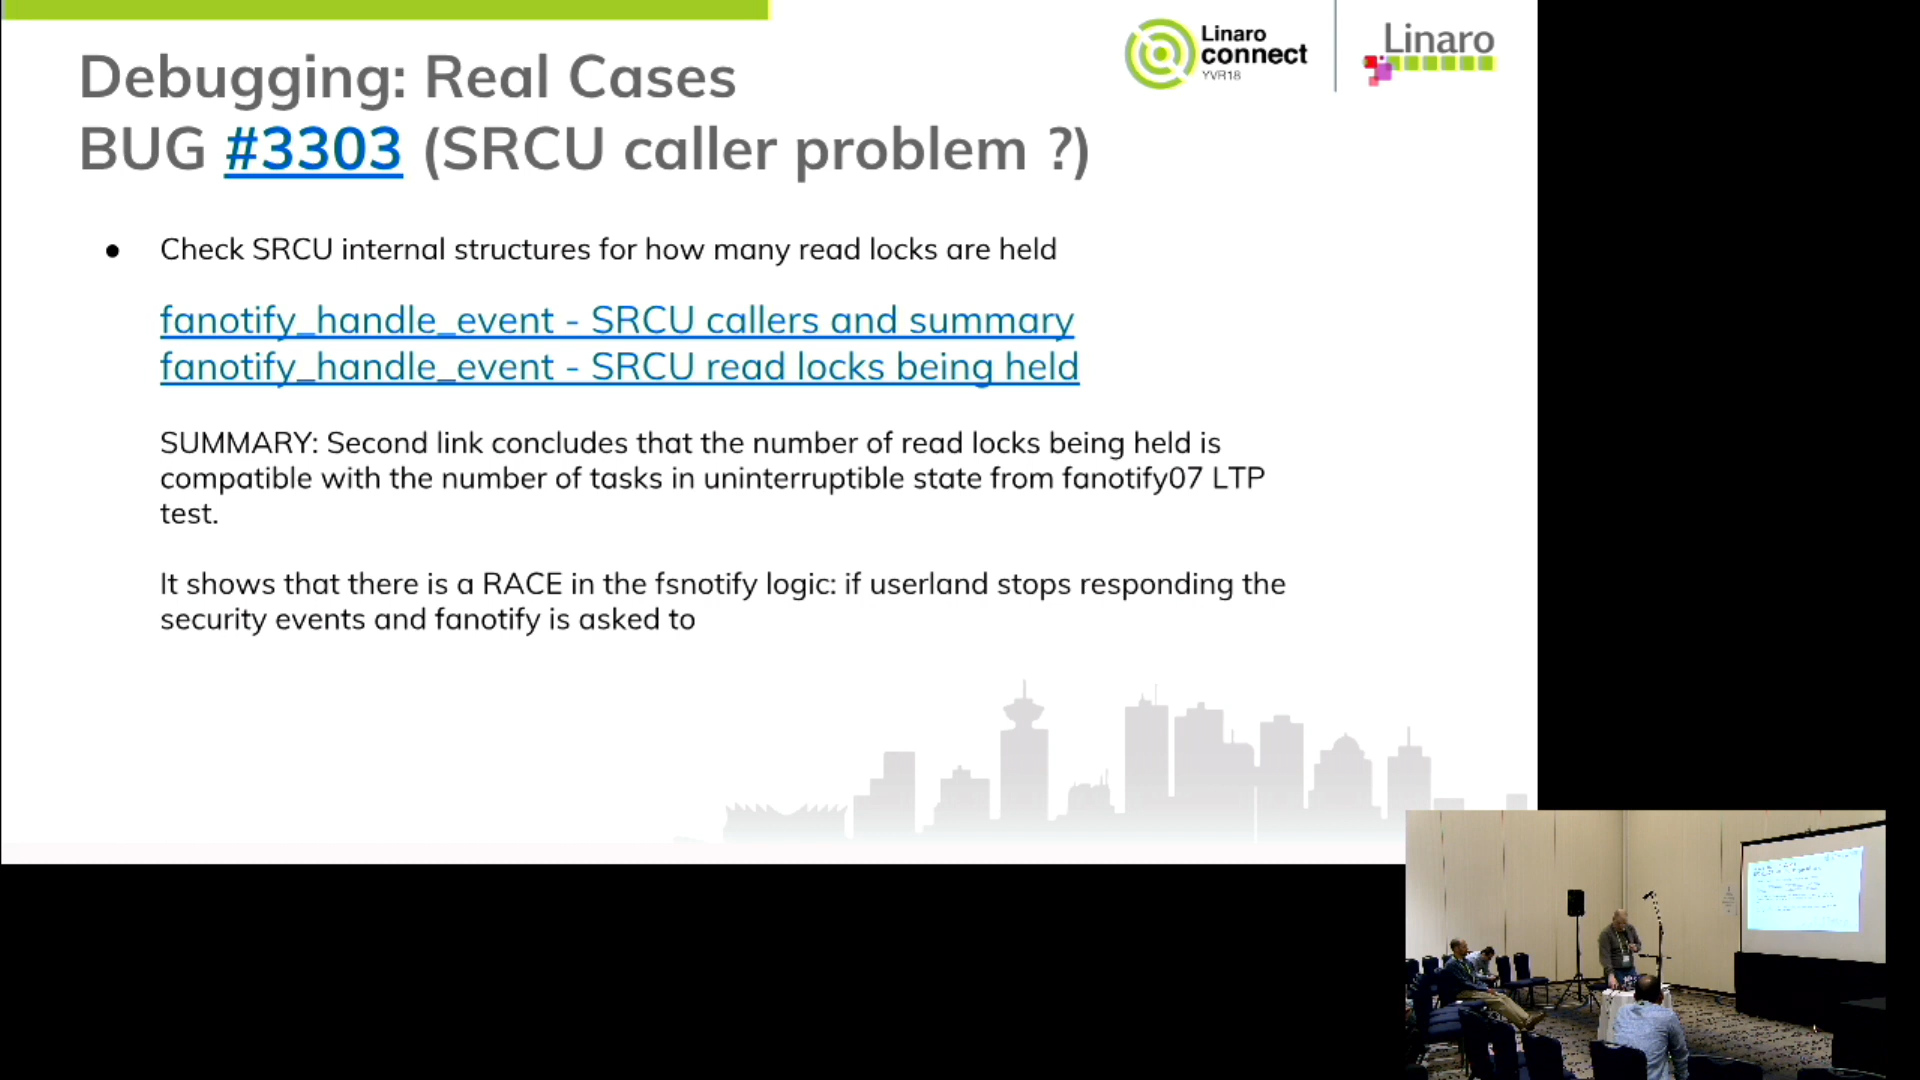 Debugging: Real Cases
BUG #3303 (SRCU caller problem ?)
Linaro
connect
YVR18
Linaro
● Check SRCU internal structures for how many read locks are held
fanotify_handle_event - SRCU callers and summary
fanotify_handle_event - SRCU read locks being held
SUMMARY: Second link concludes that the number of read locks being held is
compatible with the number of tasks in uninterruptible state from fanotify07 LTP
test.
It shows that there is a RACE in the fsnotify logic: if userland stops responding the
security events and fanotify is asked to